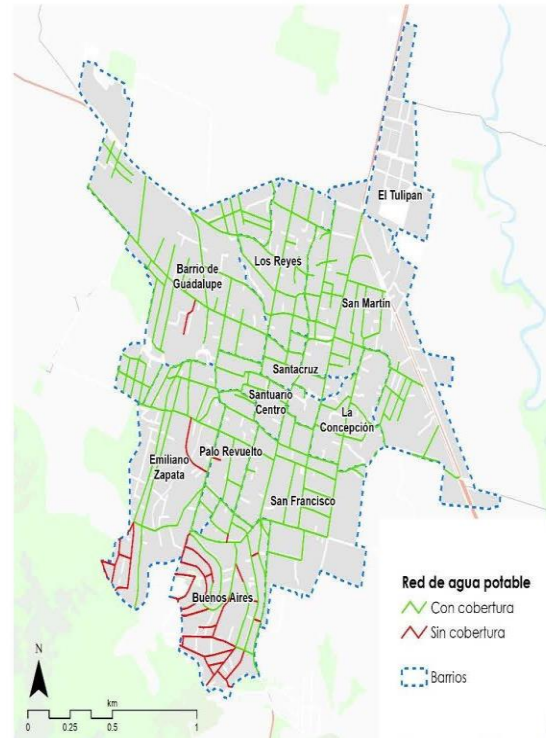 El Tulipan
Los Reyes
Barrio de
Guadalupe
San Martin
Santacruz
Santuario
Centro
La
Concepción
Emiliano
Zapata
Palo Revuelto
San Francisco
Buenos Aires
Red de agua potable
Con cobertura
Sin cobertura
Barrios
N
km
0 0.25 0.5 1